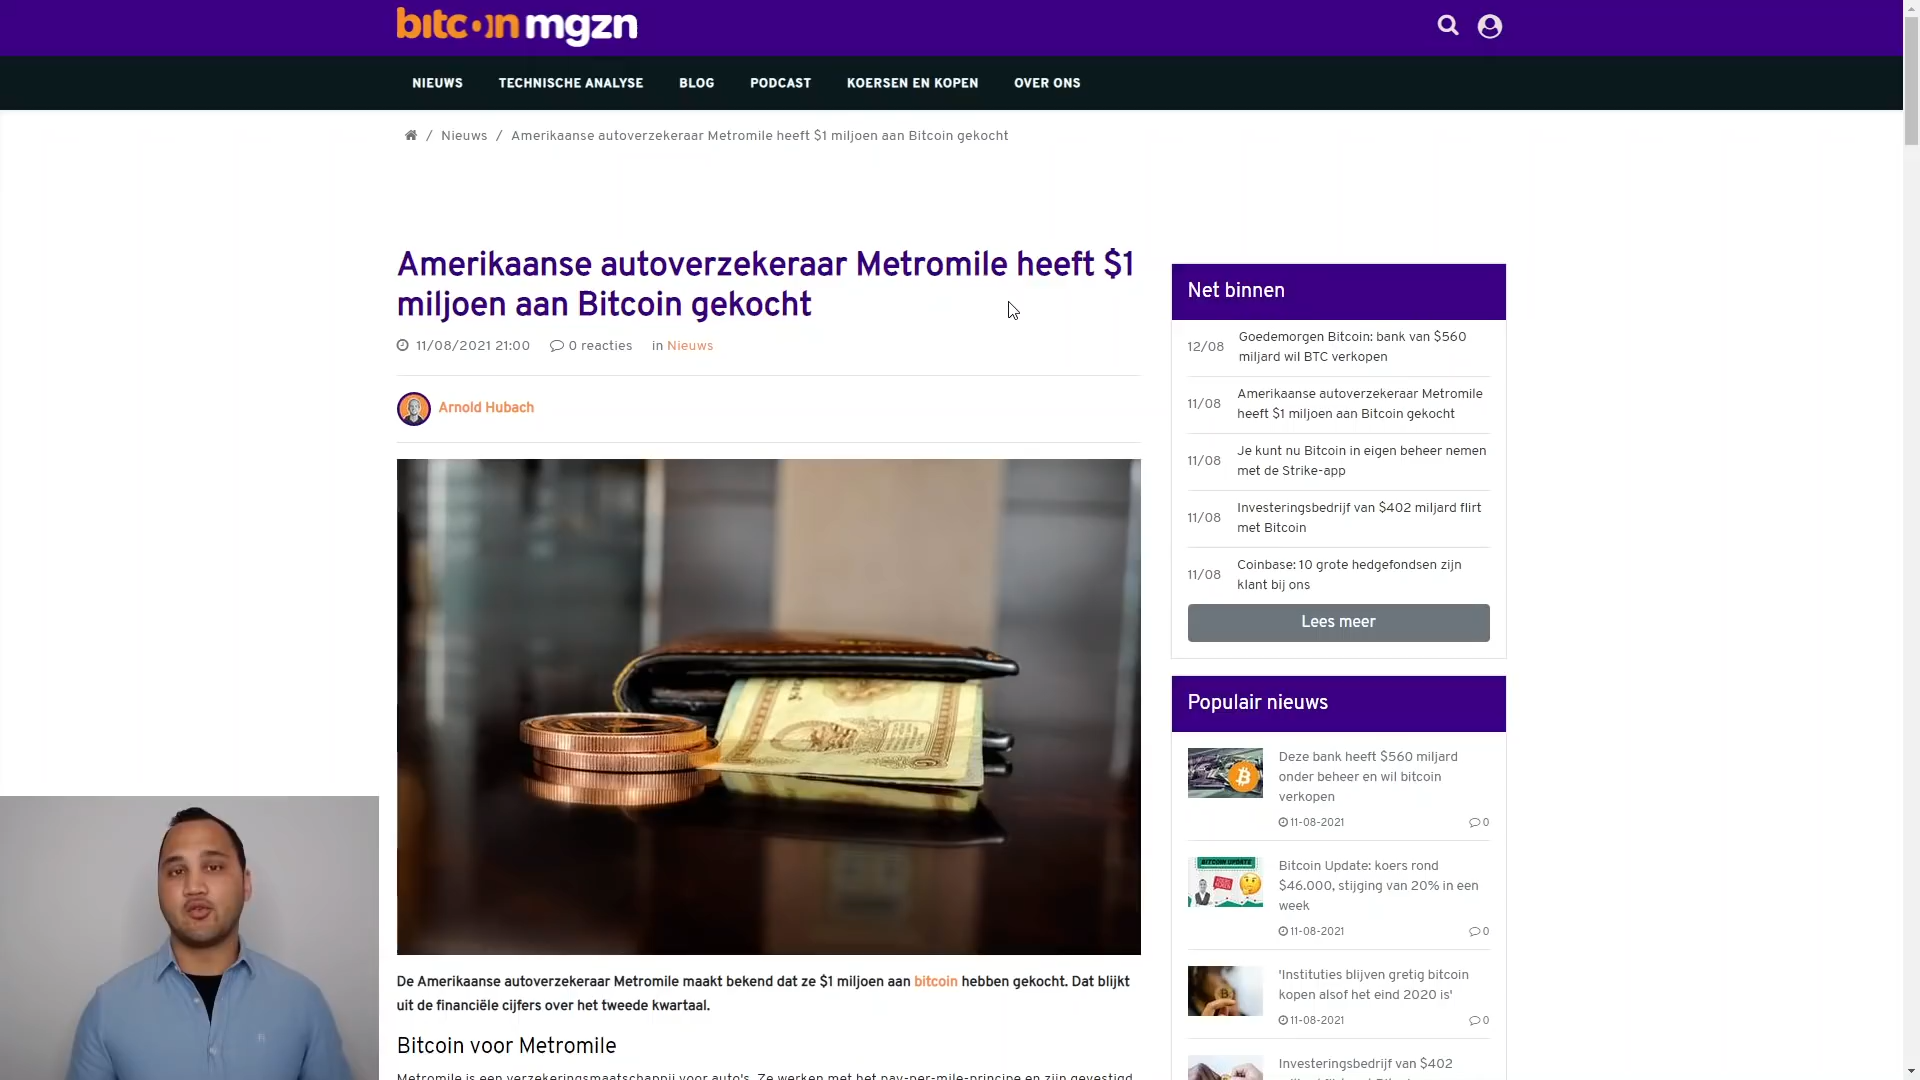 bitcoin mgzn
NIEUWS TECHNISCHE ANALYSE BLOG PODCAST KOERSEN EN KOPEN OVER ONS
/ Nieuws / Amerikaanse autoverzekeraar Metromile heeft $1 miljoen aan Bitcoin gekocht
Amerikaanse autoverzekeraar Metromile heeft $1
miljoen aan Bitcoin gekocht
11/08/2021 21:00 0 reacties in Nieuws
Arnold Hubach
De Amerikaanse autoverzekeraar Metromile maakt bekend dat ze $1 miljoen aan bitcoin hebben gekocht. Dat blijkt
uit de financiële cijfers over het tweede kwartaal.
Bitcoin voor Metromile
Metromile is een verzekeringsmaatschappij voor auto's. Ze werken met het pay-per-mile-principe en zijn gevestigd
Net binnen
12/08 Goedemorgen Bitcoin: bank van $560
miljard wil BTC verkopen
11/08 Amerikaanse autoverzekeraar Metromile
heeft $1 miljoen aan Bitcoin gekocht
11/08 Je kunt nu Bitcoin in eigen beheer nemen
met de Strike-app
11/08 Investeringsbedrijf van $402 miljard flirt
met Bitcoin
11/08 Coinbase: 10 grote hedgefondsen zijn
klant bij ons
Lees meer
Populair nieuws
Deze bank heeft $560 miljard
onder beheer en wil bitcoin
verkopen
11-08-2021 0
BITCOIN UPDATE
Bitcoin Update: koers rond
$46.000, stijging van 20% in een
week
11-08-2021 0
'Instituties blijven gretig bitcoin
kopen alsof het eind 2020 is'
11-08-2021 0
Investeringsbedrijf van $402